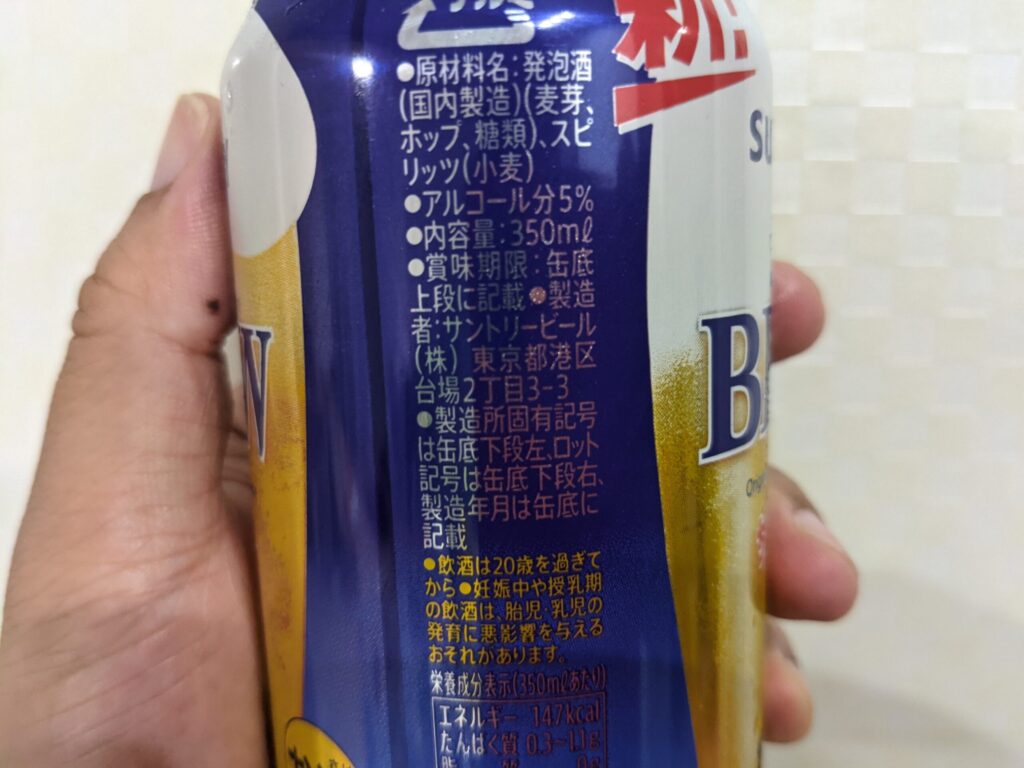 新!
●原材料名:発泡酒
(国内製造)(麦芽、
ホップ、糖類)、スピ
リッツ(小麦)
●アルコール分5%
●内容量:350mℓ
●賞味期限:缶底
上段に記載●製造
者:サントリービール
(株) 東京都港区
台場2丁目3-3
●製造所固有記号
は缶底下段左、ロット
記号は缶底下段右、
製造年月は缶底に
記載
●飲酒は20歳を過ぎて
から●妊娠中や授乳期
の飲酒は、胎児・乳児の
発育に悪影響を与える
おそれがあります。
栄養成分表示(350mℓあたり)
エネルギー 147kcal
たんぱく質 0.3~1.1g
脂 質 0g
SU
B
W